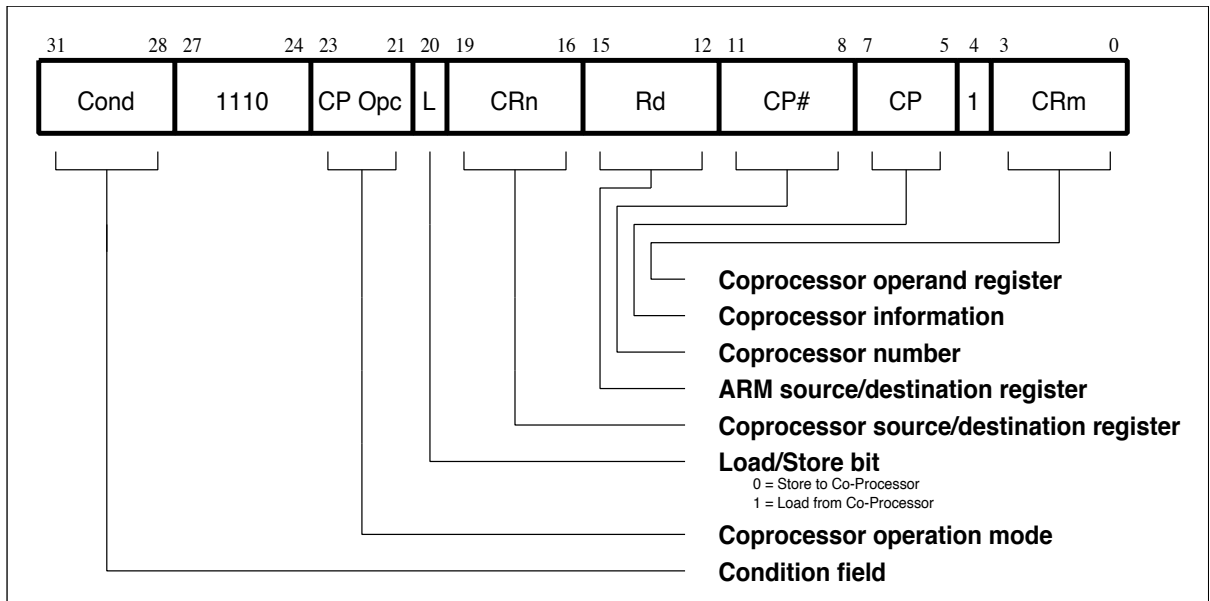 31 28 27 24 23 21 20 19 16 15 12 11 8 7 5 4 3 0
Cond 1110 CP Opc L CRn Rd CP# CP 1 CRm
Coprocessor operand register
Coprocessor information
Coprocessor number
ARM source/destination register
Coprocessor source/destination register
Load/Store bit
0 = Store to Co-Processor
1 = Load from Co-Processor
Coprocessor operation mode
Condition field